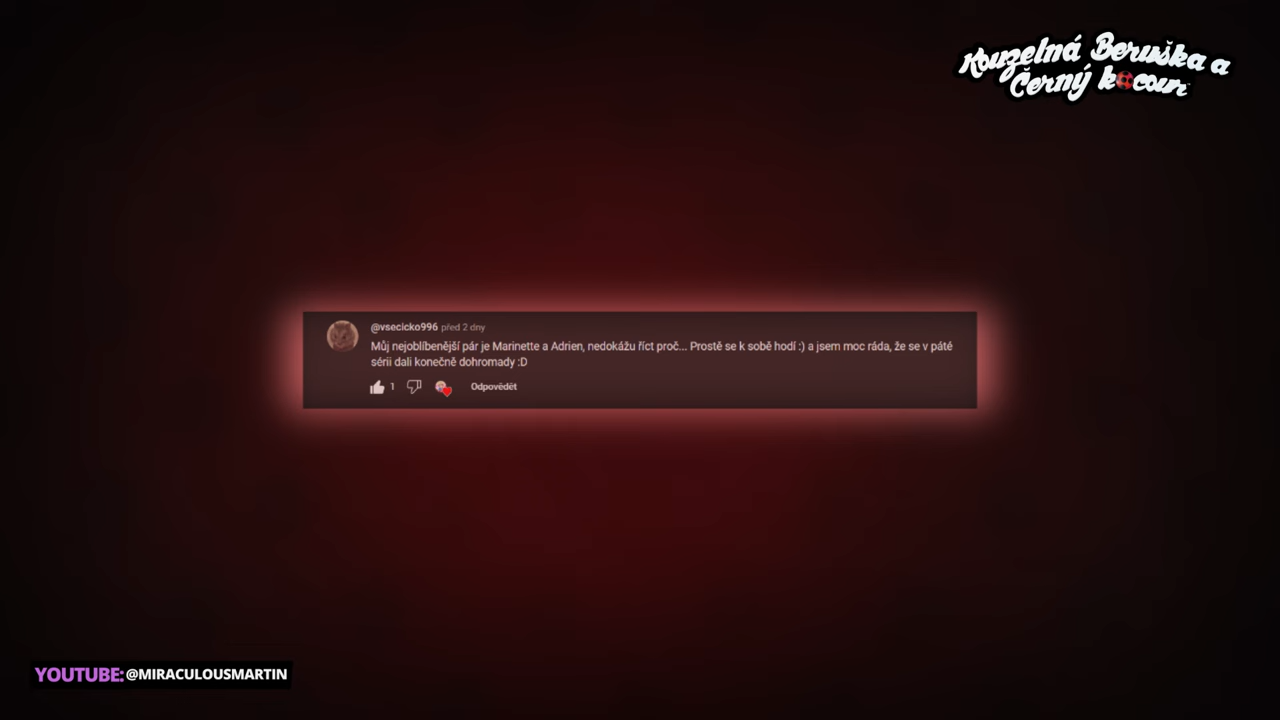 Kouzelná Beruška a
Černý kocour
@vsecicko996 před 2 dny
Můj nejoblíbenější pár je Marinette a Adrien, nedokážu říct proč... Prostě se k sobě hodí :) a jsem moc ráda, že se v páté
sérii dali konečně dohromady :D
1 Odpovědět
YOUTUBE: @MIRACULOUSMARTIN